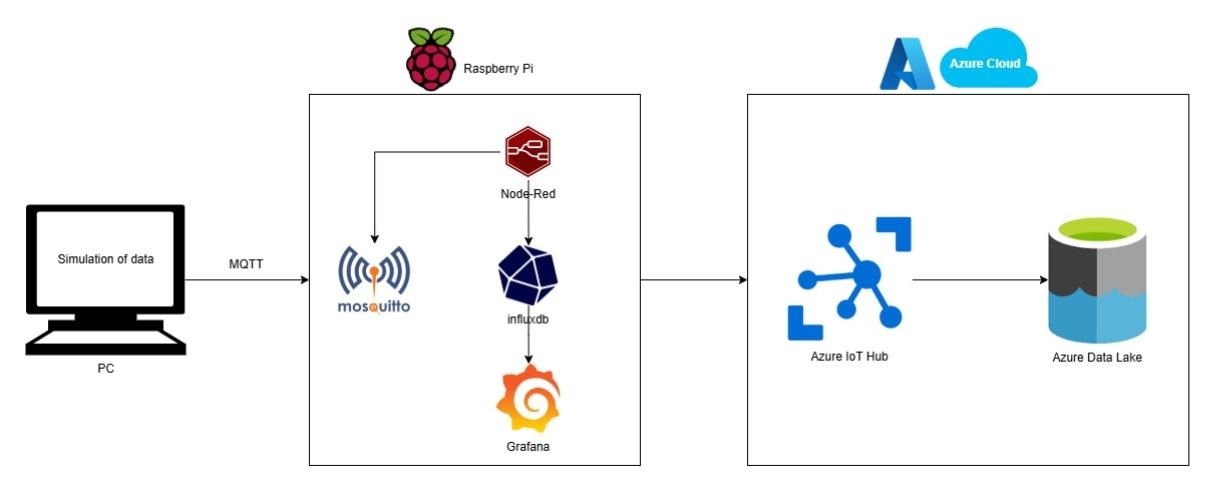 Raspberry Pi
Azure Cloud
Node-Red
Simulation of data
MQTT
mosquitto
influxdb
Azure IoT Hub
Azure Data Lake
PC
Grafana